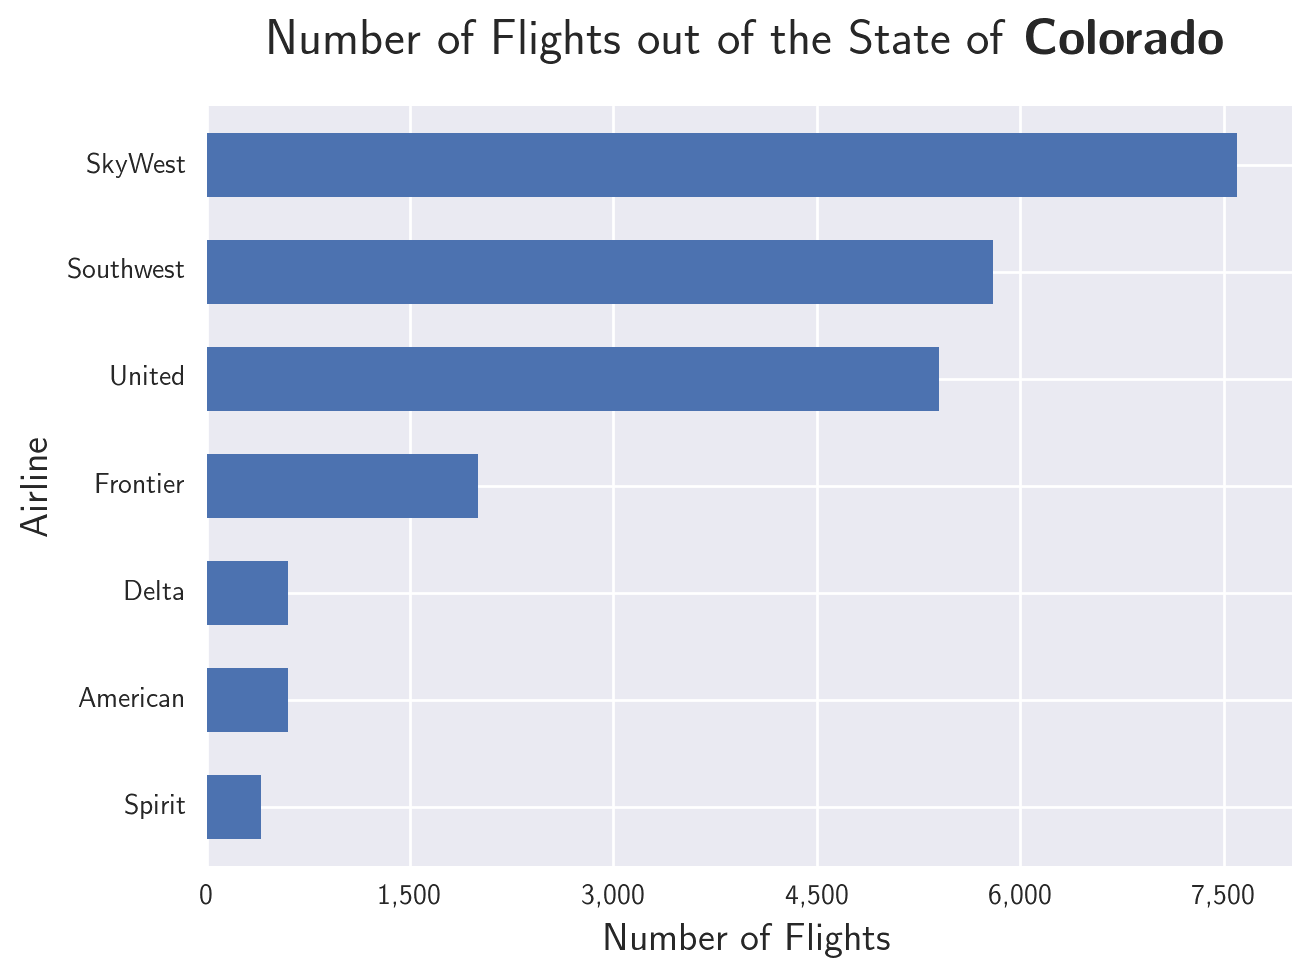 Number of Flights out of the State of Colorado
SkyWest
Southwest
United
Frontier
Delta
American
Spirit
Airline
0 1,500 3,000 4,500 6,000 7,500
Number of Flights